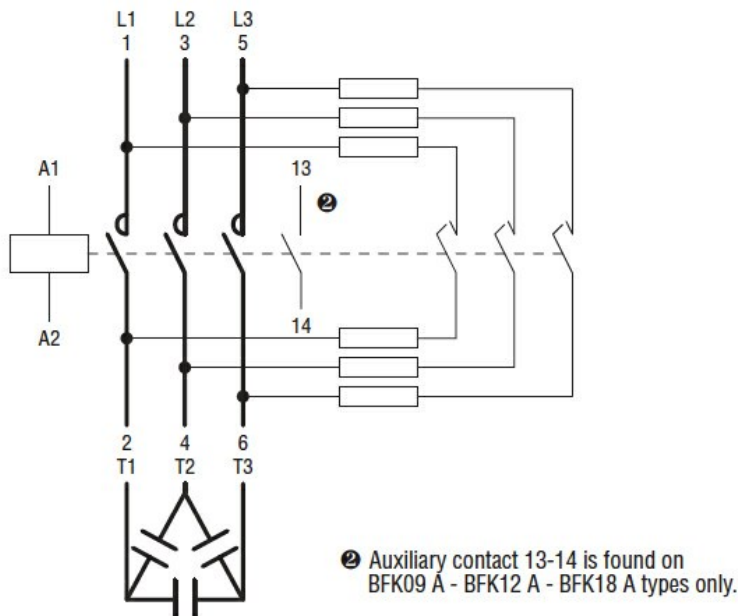 L1 L2 L3
1 3 5
A1
13
❷
A2
14
2 4 6
T1 T2 T3
❷ Auxiliary contact 13-14 is found on
BFK09 A - BFK12 A - BFK18 A types only.